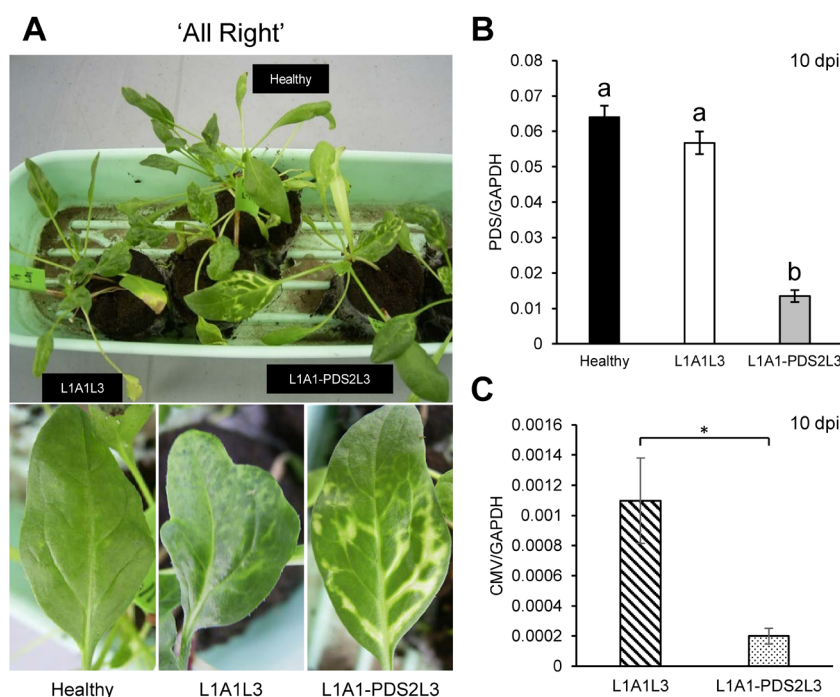 A
'All Right'
Healthy
L1A1L3
L1A1-PDS2L3
Healthy
L1A1L3
L1A1-PDS2L3
B
10 dpi
0.08
0.07
0.06
0.05
0.04
0.03
0.02
0.01
0
PDS/GAPDH
a
a
b
Healthy
L1A1L3
L1A1-PDS2L3
C
10 dpi
0.0016
0.0014
0.0012
0.001
0.0008
0.0006
0.0004
0.0002
0
CMV/GAPDH
*
L1A1L3
L1A1-PDS2L3